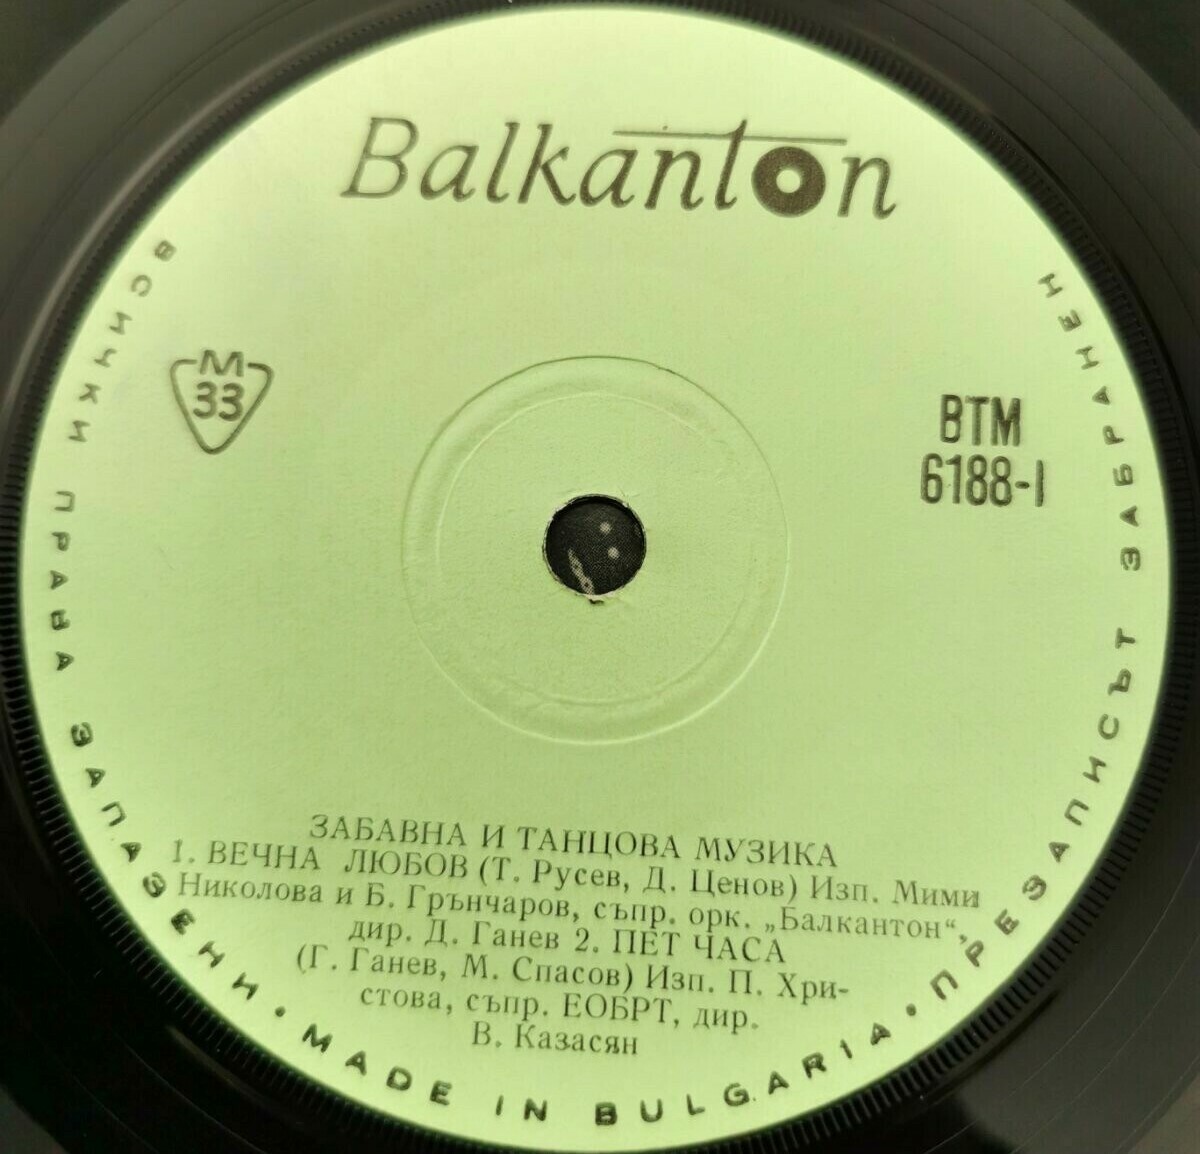 Balkanton
М
33
ВТМ
6188-I
ЗАБАВНА И ТАНЦОВА МУЗИКА
1. ВЕЧНА ЛЮБОВ (Т. Русев, Д. Ценов) Изп. Мими
Николова и Б. Грънчаров, съпр. орк. „Балкантон“,
дир. Д. Ганев 2. ПЕТ ЧАСА
(Г. Ганев, М. Спасов) Изп. П. Хри-
стова, съпр. ЕОБРТ, дир.
В. Казасян
ВСИЧКИ ПРАВА ЗАПАЗЕНИ • MADE IN BULGARIA • ПРЕЗАПИСЪТ ЗАБРАНЕН